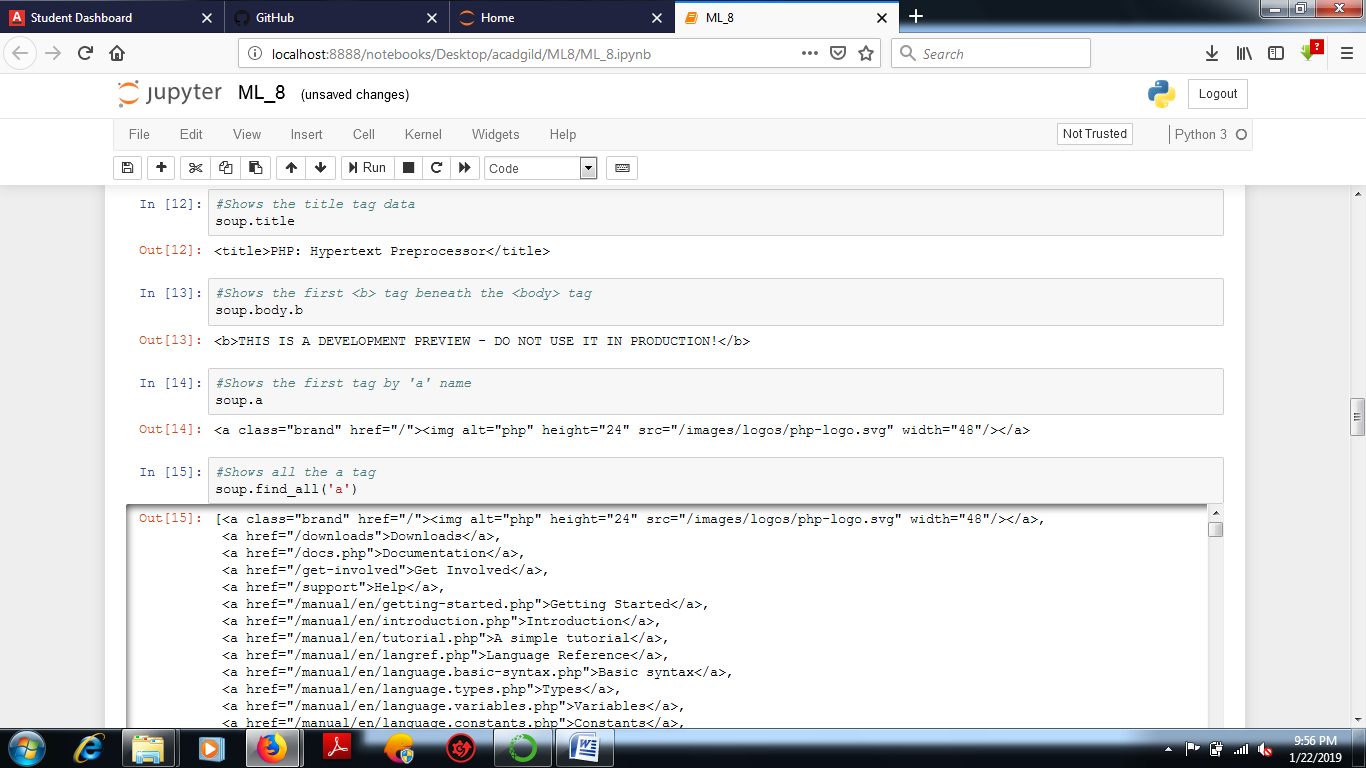 Student Dashboard
GitHub
Home
ML_8
localhost:8888/notebooks/Desktop/acadgild/ML8/ML_8.ipynb
Search
jupyter ML_8 (unsaved changes)
Logout
File Edit View Insert Cell Kernel Widgets Help
Not Trusted
Python 3
Run
Code
In [12]: #Shows the title tag data
soup.title
Out[12]: <title>PHP: Hypertext Preprocessor</title>
In [13]: #Shows the first <b> tag beneath the <body> tag
soup.body.b
Out[13]: <b>THIS IS A DEVELOPMENT PREVIEW - DO NOT USE IT IN PRODUCTION!</b>
In [14]: #Shows the first tag by 'a' name
soup.a
Out[14]: <a class="brand" href="/"><img alt="php" height="24" src="/images/logos/php-logo.svg" width="48"/></a>
In [15]: #Shows all the a tag
soup.find_all('a')
Out[15]: [<a class="brand" href="/"><img alt="php" height="24" src="/images/logos/php-logo.svg" width="48"/></a>,
<a href="/downloads">Downloads</a>,
<a href="/docs.php">Documentation</a>,
<a href="/get-involved">Get Involved</a>,
<a href="/support">Help</a>,
<a href="/manual/en/getting-started.php">Getting Started</a>,
<a href="/manual/en/introduction.php">Introduction</a>,
<a href="/manual/en/tutorial.php">A simple tutorial</a>,
<a href="/manual/en/langref.php">Language Reference</a>,
<a href="/manual/en/language.basic-syntax.php">Basic syntax</a>,
<a href="/manual/en/language.types.php">Types</a>,
<a href="/manual/en/language.variables.php">Variables</a>,
<a href="/manual/en/language.constants.php">Constants</a>,
9:56 PM
1/22/2019